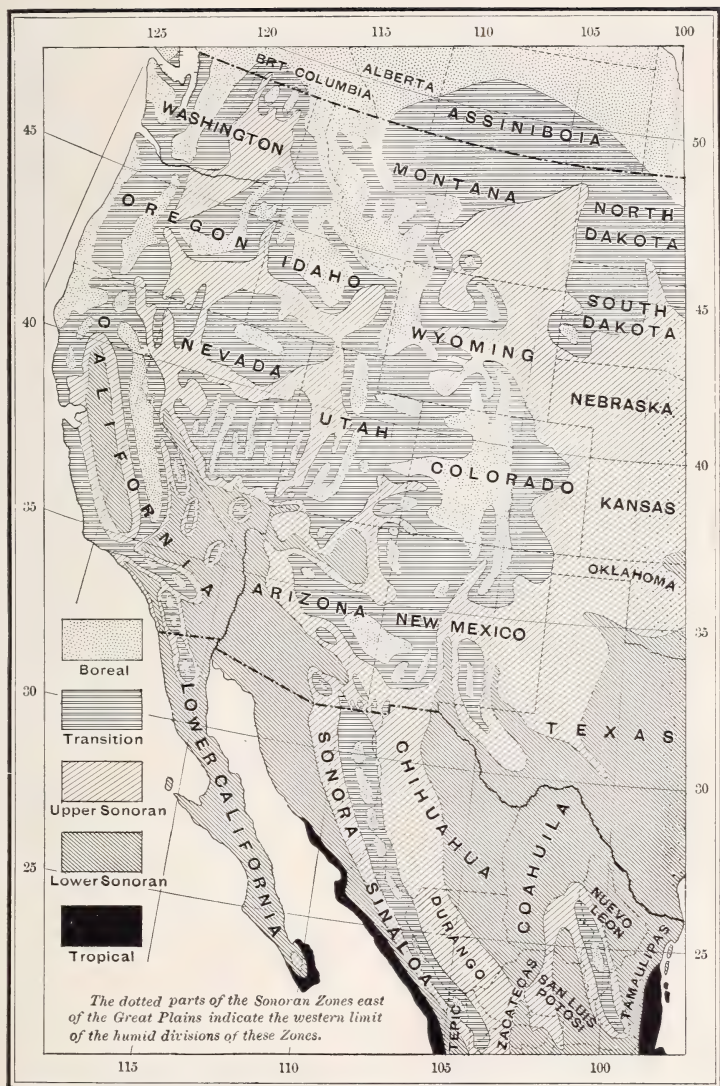 125 120 115 110 105 100
BRT. COLUMBIA
ALBERTA
ASSINIBOIA
WASHINGTON
45
50
MONTANA
OREGON
NORTH
DAKOTA
IDAHO
SOUTH
DAKOTA
45
40
WYOMING
NEVADA
CALIFORNIA
NEBRASKA
UTAH
COLORADO
40
KANSAS
35
OKLAHOMA
ARIZONA
NEW MEXICO
35
Boreal
30
LOWER CALIFORNIA
Transition
TEXAS
SONORA
CHIHUAHUA
30
Upper Sonoran
COAHUILA
25
Lower Sonoran
SINALOA
DURANGO
NUEVO
LEON
25
Tropical
TEPIC
ZACATECAS
SAN LUIS
POTOSI
TAMAULIPAS
The dotted parts of the Sonoran Zones east
of the Great Plains indicate the western limit
of the humid divisions of these Zones.
115 110 105 100